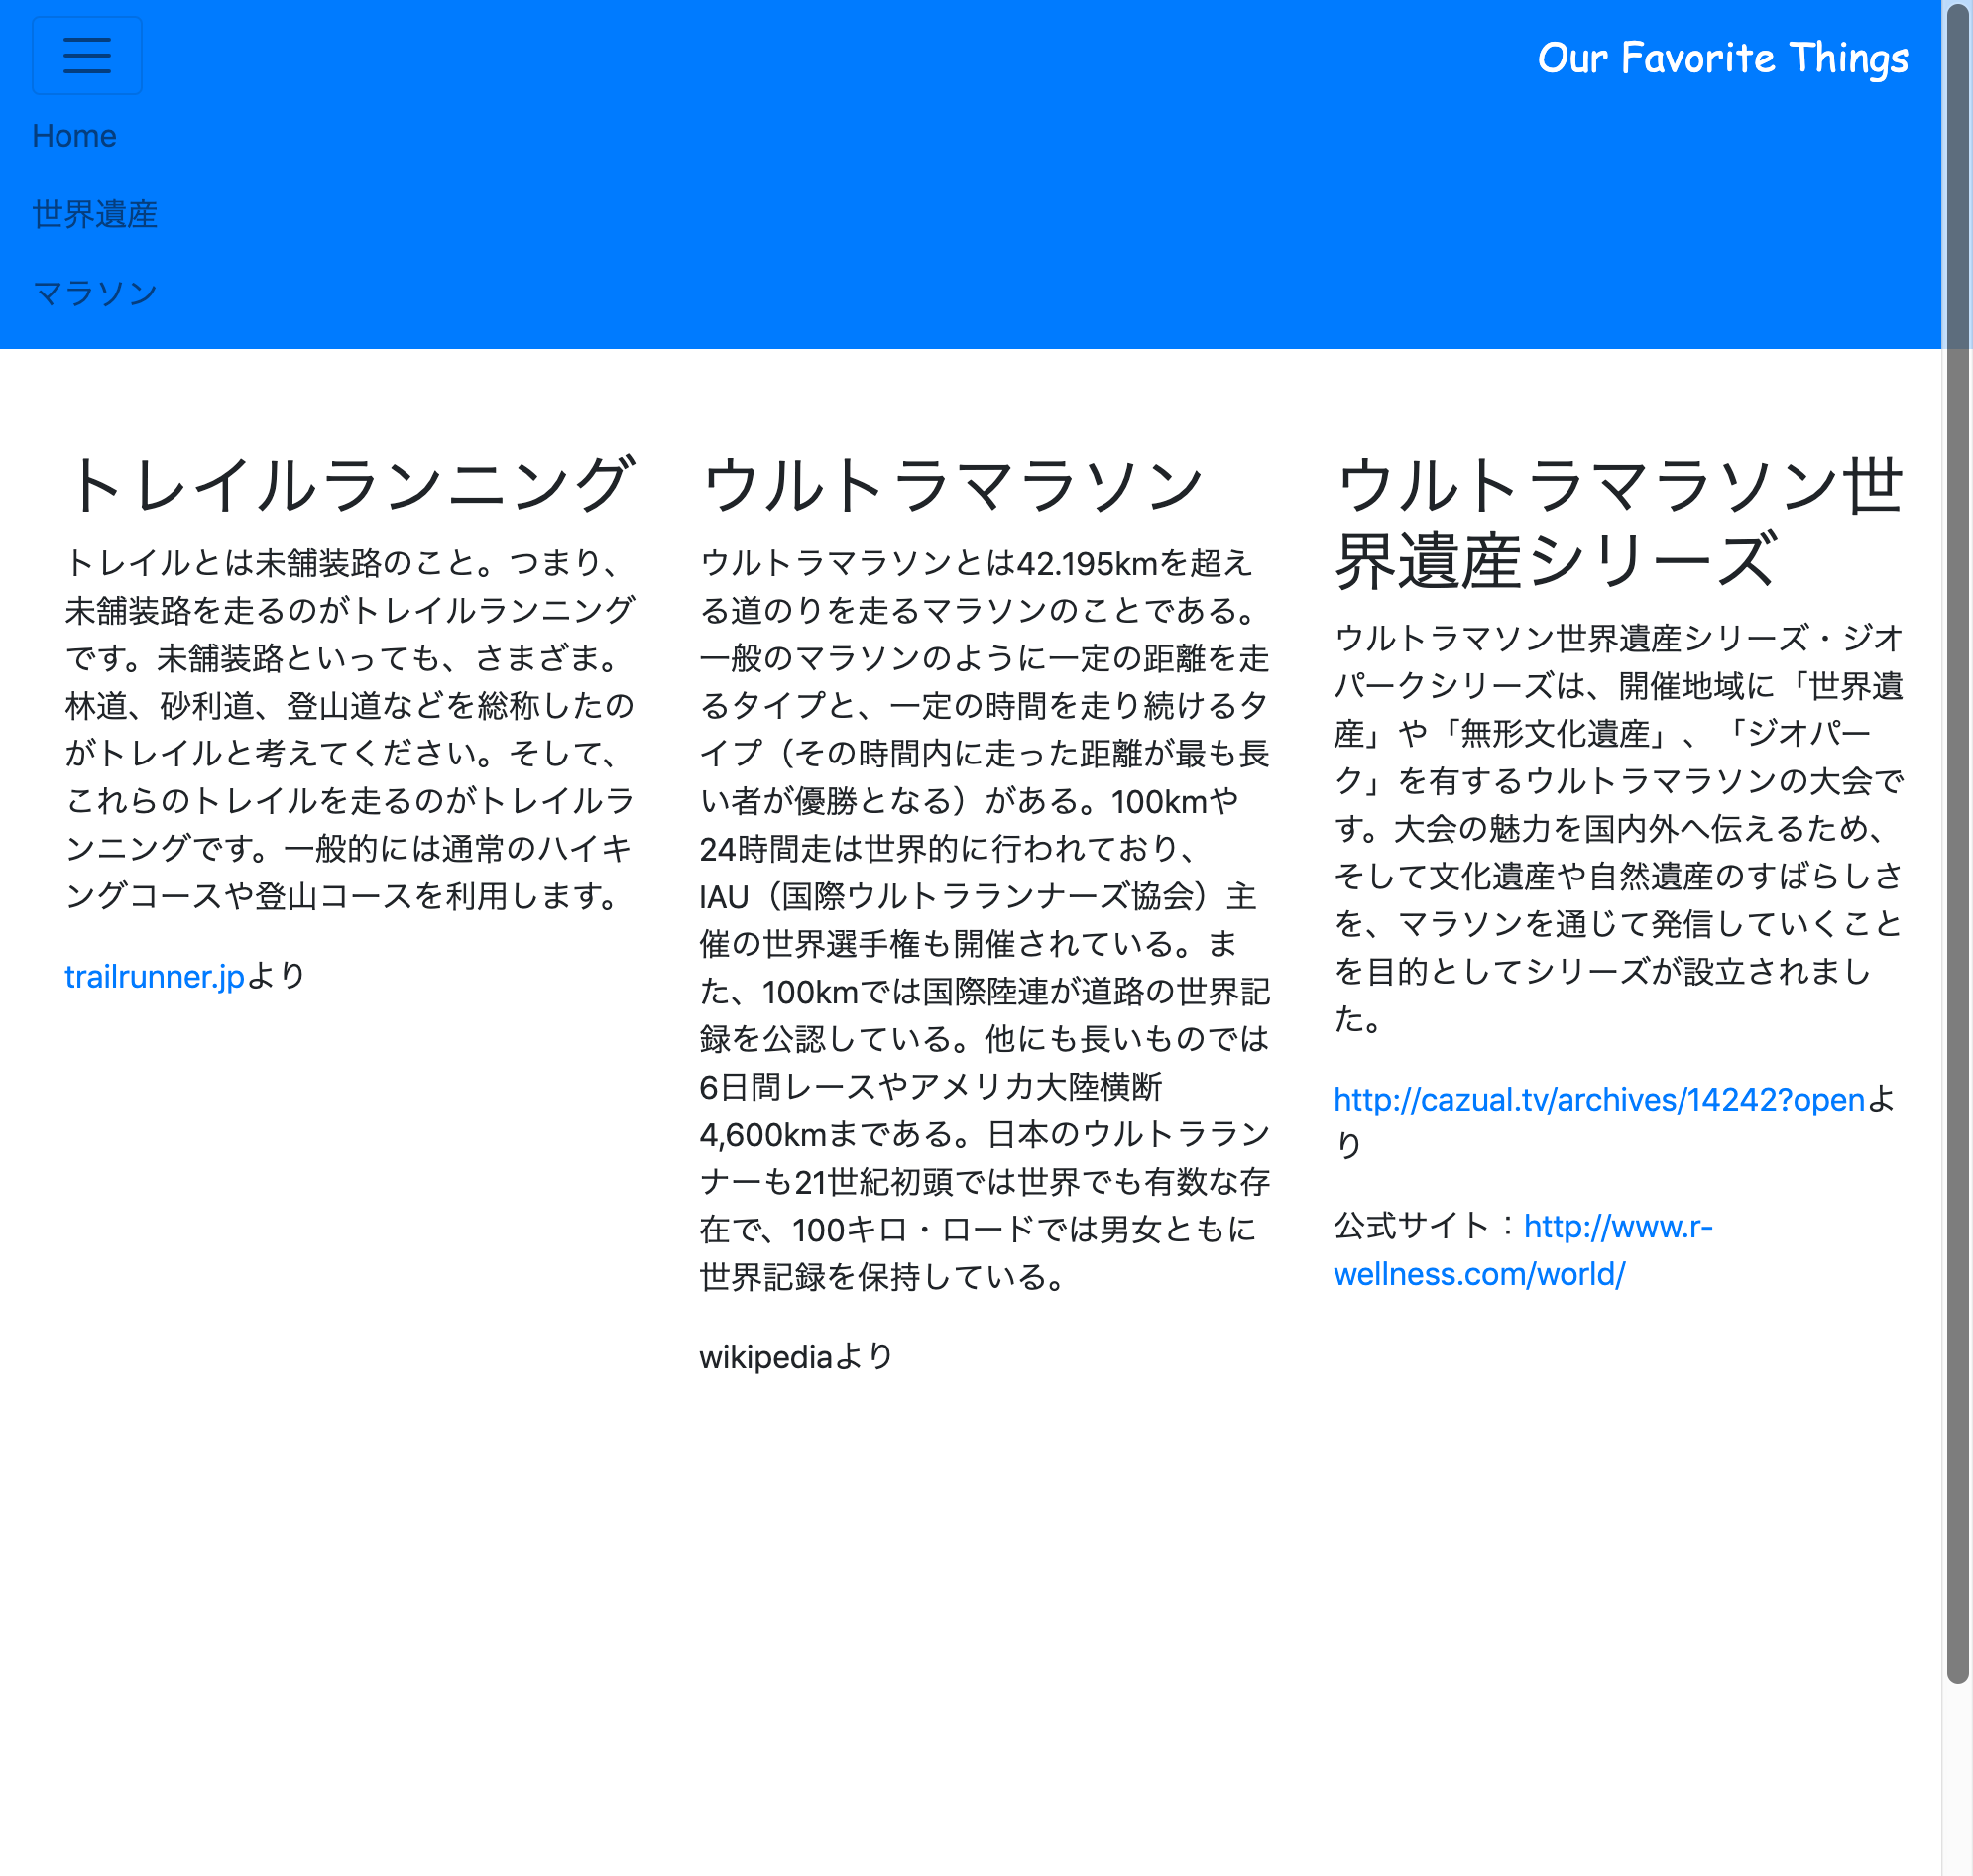 Our Favorite Things
Home
世界遺産
マラソン
トレイルランニング
トレイルとは未舗装路のこと。つまり、
未舗装路を走るのがトレイルランニング
です。未舗装路といっても、さまざま。
林道、砂利道、登山道などを総称したの
がトレイルと考えてください。そして、
これらのトレイルを走るのがトレイルラ
ンニングです。一般的には通常のハイキ
ングコースや登山コースを利用します。
trailrunner.jpより
ウルトラマラソン
ウルトラマラソンとは42.195kmを超え
る道のりを走るマラソンのことである。
一般のマラソンのように一定の距離を走
るタイプと、一定の時間を走り続けるタ
イプ（その時間内に走った距離が最も長
い者が優勝となる）がある。100kmや
24時間走は世界的に行われており、
IAU（国際ウルトラランナーズ協会）主
催の世界選手権も開催されている。ま
た、100kmでは国際陸連が道路の世界記
録を公認している。他にも長いものでは
6日間レースやアメリカ大陸横断
4,600kmまである。日本のウルトララン
ナーも21世紀初頭では世界でも有数な存
在で、100キロ・ロードでは男女ともに
世界記録を保持している。
wikipediaより
ウルトラマラソン世
界遺産シリーズ
ウルトラマソン世界遺産シリーズ・ジオ
パークシリーズは、開催地域に「世界遺
産」や「無形文化遺産」、「ジオパー
ク」を有するウルトラマラソンの大会で
す。大会の魅力を国内外へ伝えるため、
そして文化遺産や自然遺産のすばらしさ
を、マラソンを通じて発信していくこと
を目的としてシリーズが設立されまし
た。
http://cazual.tv/archives/14242?openよ
り
公式サイト：http://www.r-
wellness.com/world/